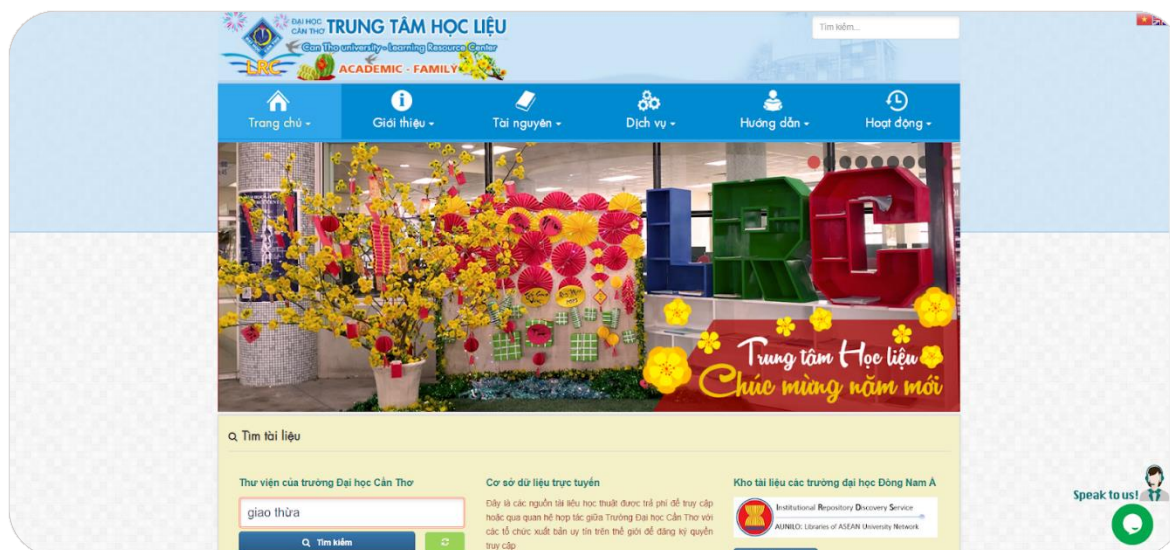 ĐẠI HỌC
CẦN THƠ
TRUNG TÂM HỌC LIỆU
Can Tho university - Learning Resource Center
LRC
ACADEMIC - FAMILY
Tìm kiếm...
Trang chủ
Giới thiệu
Tài nguyên
Dịch vụ
Hướng dẫn
Hoạt động
LRC
Trung tâm Học liệu
Chúc mừng năm mới
Tìm tài liệu
Thư viện của trường Đại học Cần Thơ
giao thừa
Tìm kiếm
Cơ sở dữ liệu trực tuyến
Đây là các nguồn tài liệu học thuật được trả phí để truy cập
hoặc qua quan hệ hợp tác giữa Trường Đại học Cần Thơ với
các tổ chức xuất bản uy tín trên thế giới để đăng ký quyền
truy cập
Kho tài liệu các trường đại học Đông Nam Á
Institutional Repository Discovery Service
AUNILO: Libraries of ASEAN University Network
Speak to us!